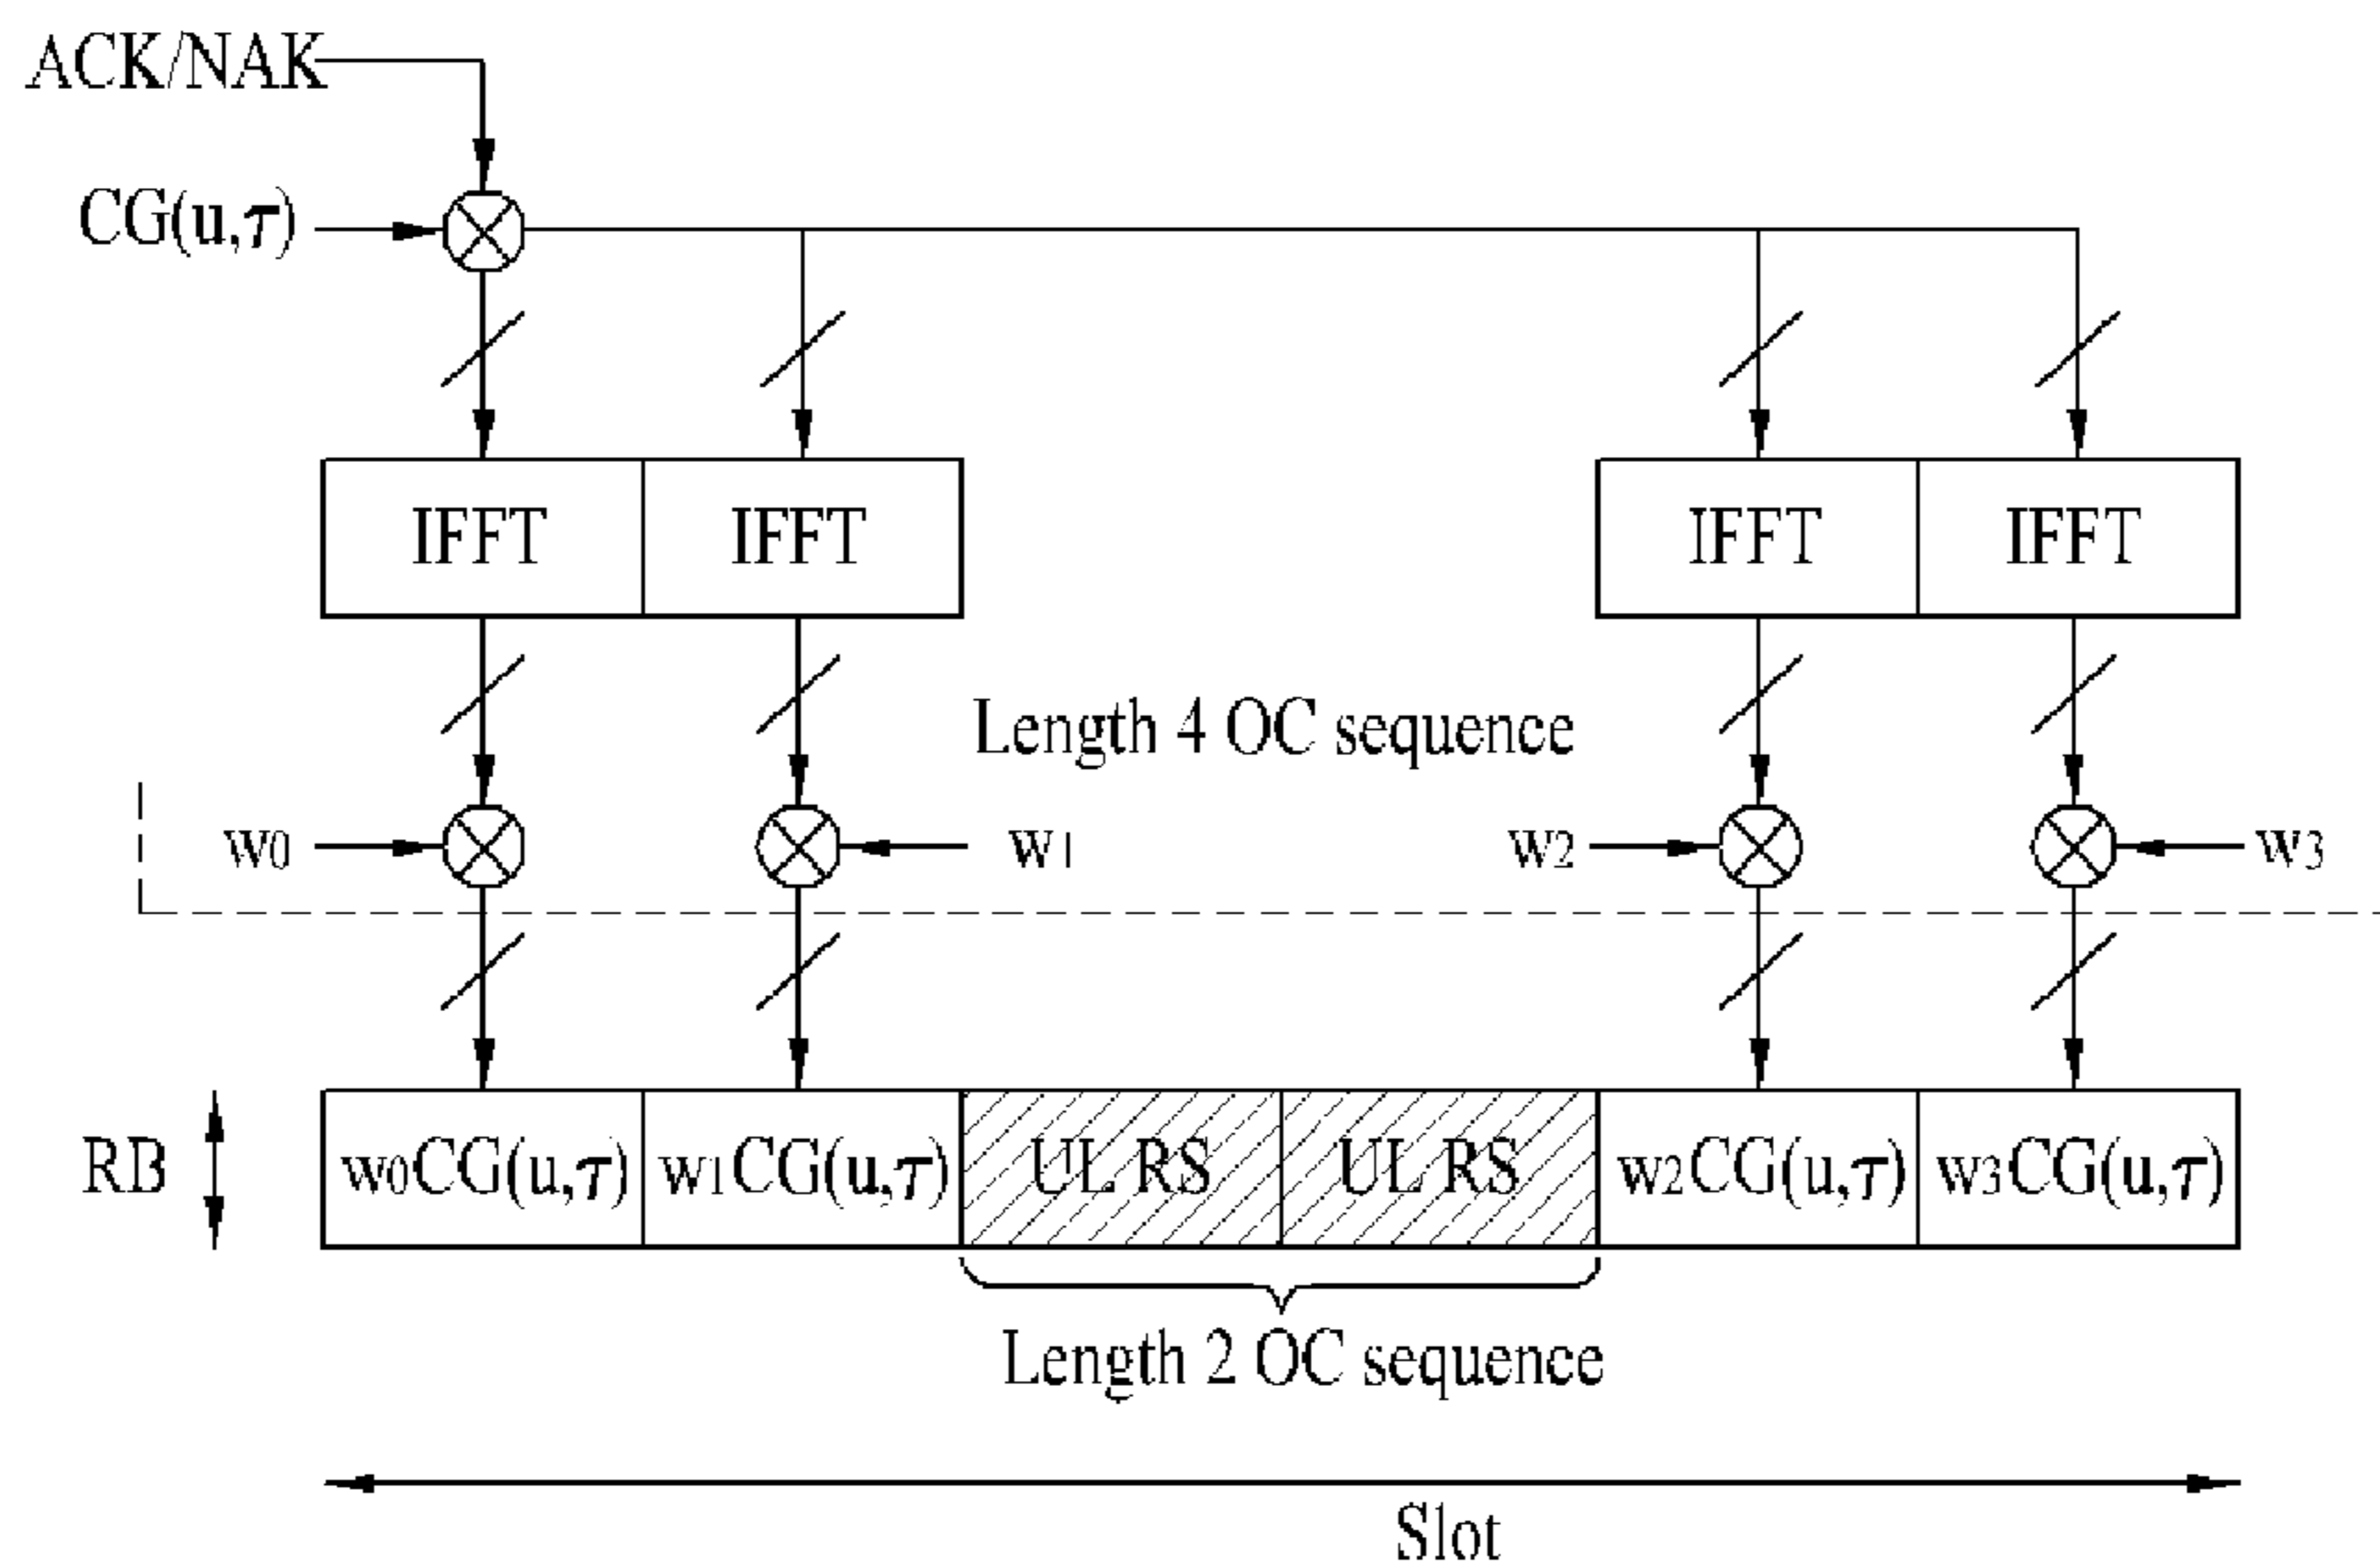 ACK/NAK
CG(u,τ)
IFFT IFFT IFFT IFFT
Length 4 OC sequence
w0 w1 w2 w3
RB w0CG(u,τ) w1CG(u,τ) UL RS UL RS w2CG(u,τ) w3CG(u,τ)
Length 2 OC sequence
Slot